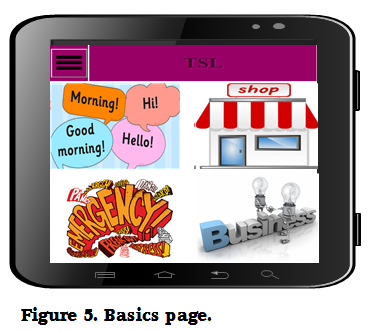 TSL
Morning!
Hi!
Good
morning!
Hello!
shop
EMERGENCY!
Business
Figure 5. Basics page.